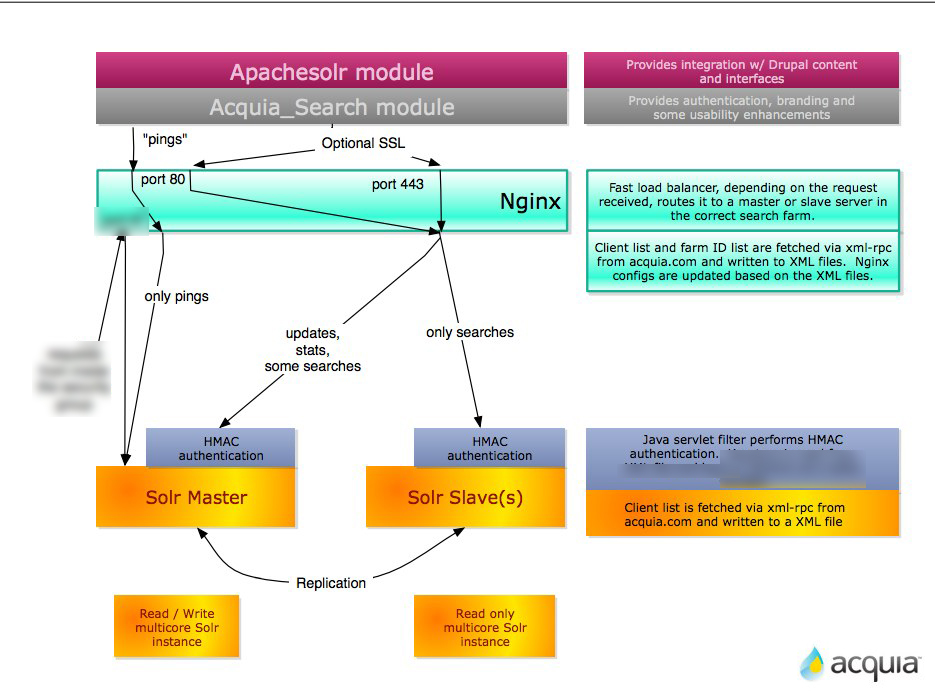 Apachesolr module
Provides integration w/ Drupal content
and interfaces
Acquia_Search module
Provides authentication, branding and
some usability enhancements
"pings"
Optional SSL
port 80
port 443
Nginx
Fast load balancer, depending on the request
received, routes it to a master or slave server in
the correct search farm.
Client list and farm ID list are fetched via xml-rpc
from acquia.com and written to XML files. Nginx
configs are updated based on the XML files.
only pings
updates,
stats,
some searches
only searches
HMAC
authentication
Solr Master
HMAC
authentication
Solr Slave(s)
Java servlet filter performs HMAC
authentication.
Client list is fetched via xml-rpc from
acquia.com and written to a XML file
Replication
Read / Write
multicore Solr
instance
Read only
multicore Solr
instance
acquia